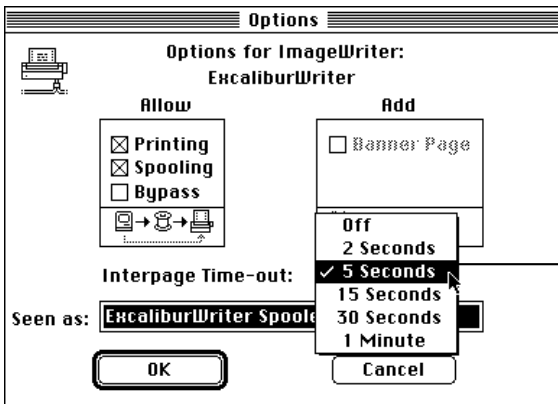 Options
Options for ImageWriter:
ExcaliburWriter
Allow
Add
Printing
Spooling
Bypass
Banner Page
Interpage Time-out:
Off
2 Seconds
5 Seconds
15 Seconds
30 Seconds
1 Minute
Seen as:
ExcaliburWriter Spoole
OK
Cancel